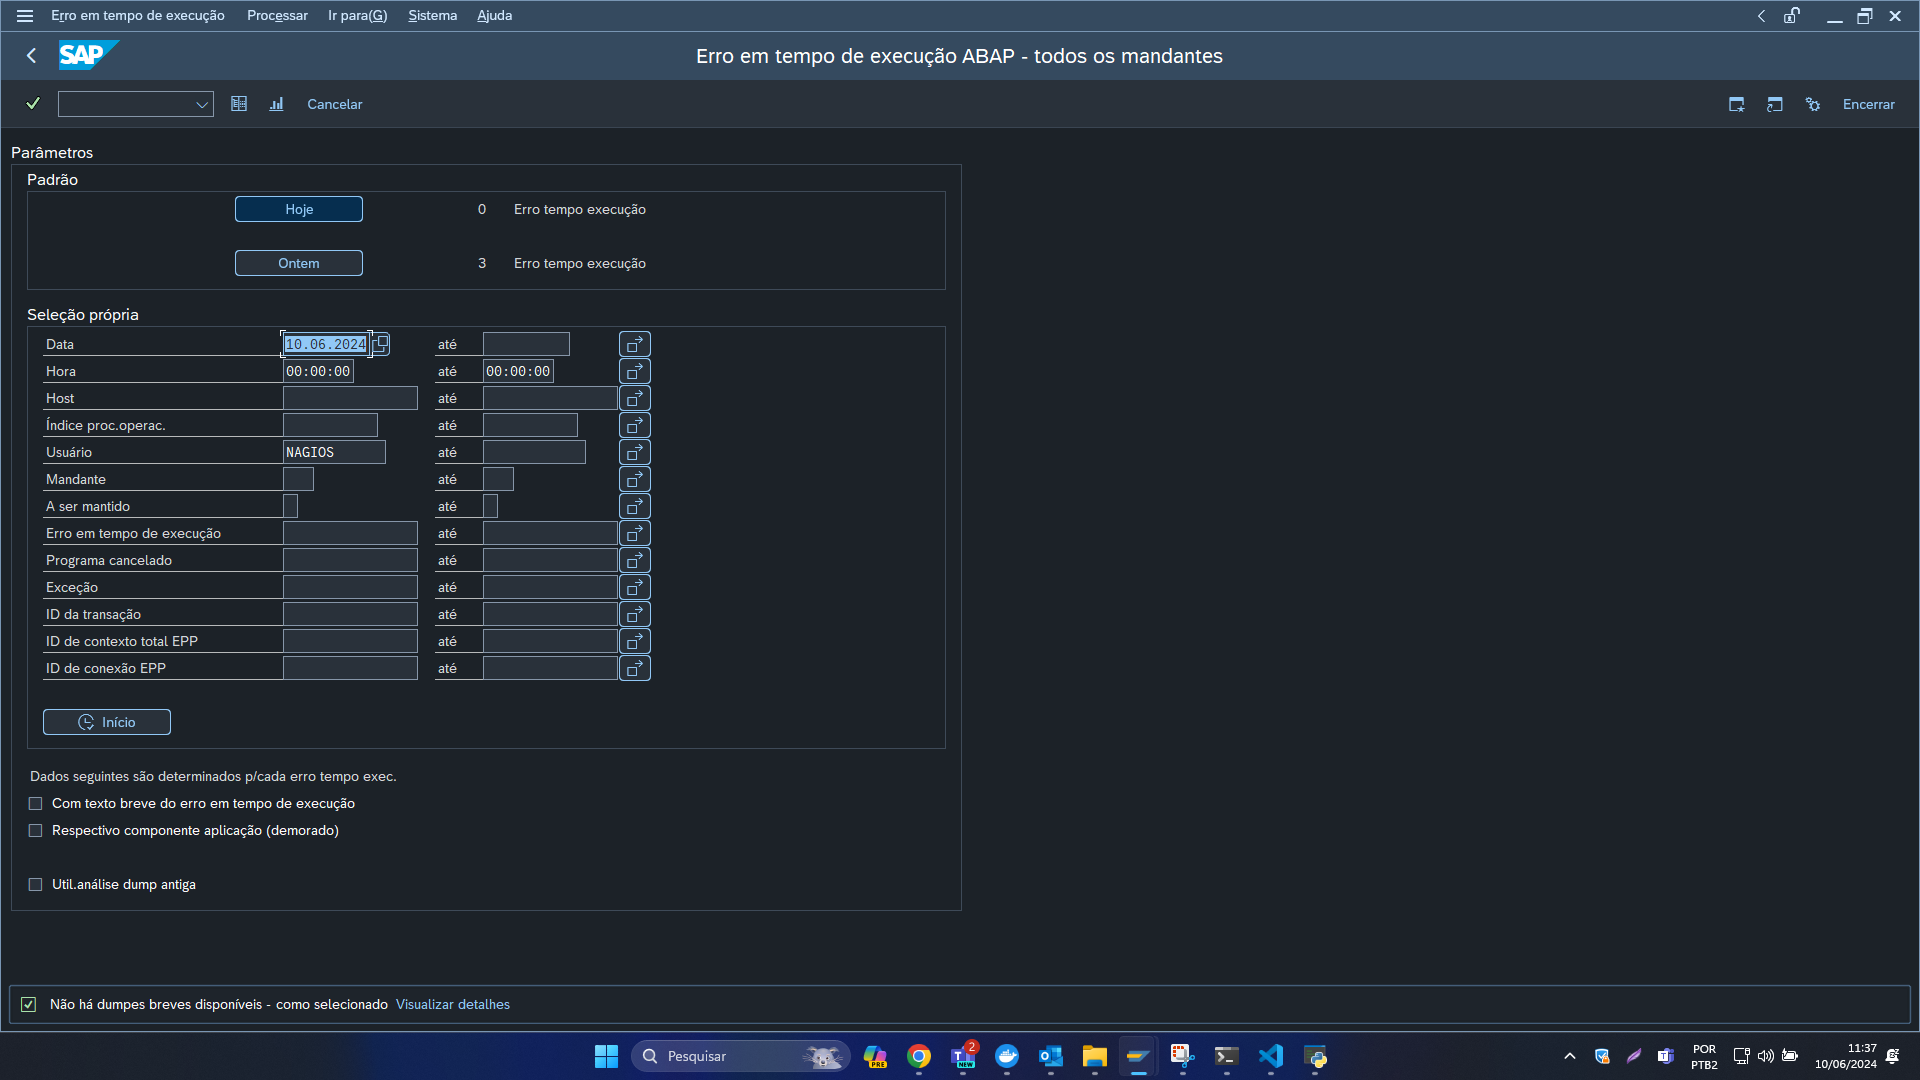 Erro em tempo de execução Processar Ir para(G) Sistema Ajuda
SAP Erro em tempo de execução ABAP - todos os mandantes
Cancelar Encerrar
Parâmetros
Padrão
Hoje 0 Erro tempo execução
Ontem 3 Erro tempo execução
Seleção própria
Data 10.06.2024 até
Hora 00:00:00 até 00:00:00
Host até
Índice proc.operac. até
Usuário NAGIOS até
Mandante até
A ser mantido até
Erro em tempo de execução até
Programa cancelado até
Exceção até
ID da transação até
ID de contexto total EPP até
ID de conexão EPP até
Início
Dados seguintes são determinados p/cada erro tempo exec.
Com texto breve do erro em tempo de execução
Respectivo componente aplicação (demorado)
Util.análise dump antiga
Não há dumpes breves disponíveis - como selecionado Visualizar detalhes
Pesquisar PRE 2 NEW POR 11:37
PTB2 10/06/2024